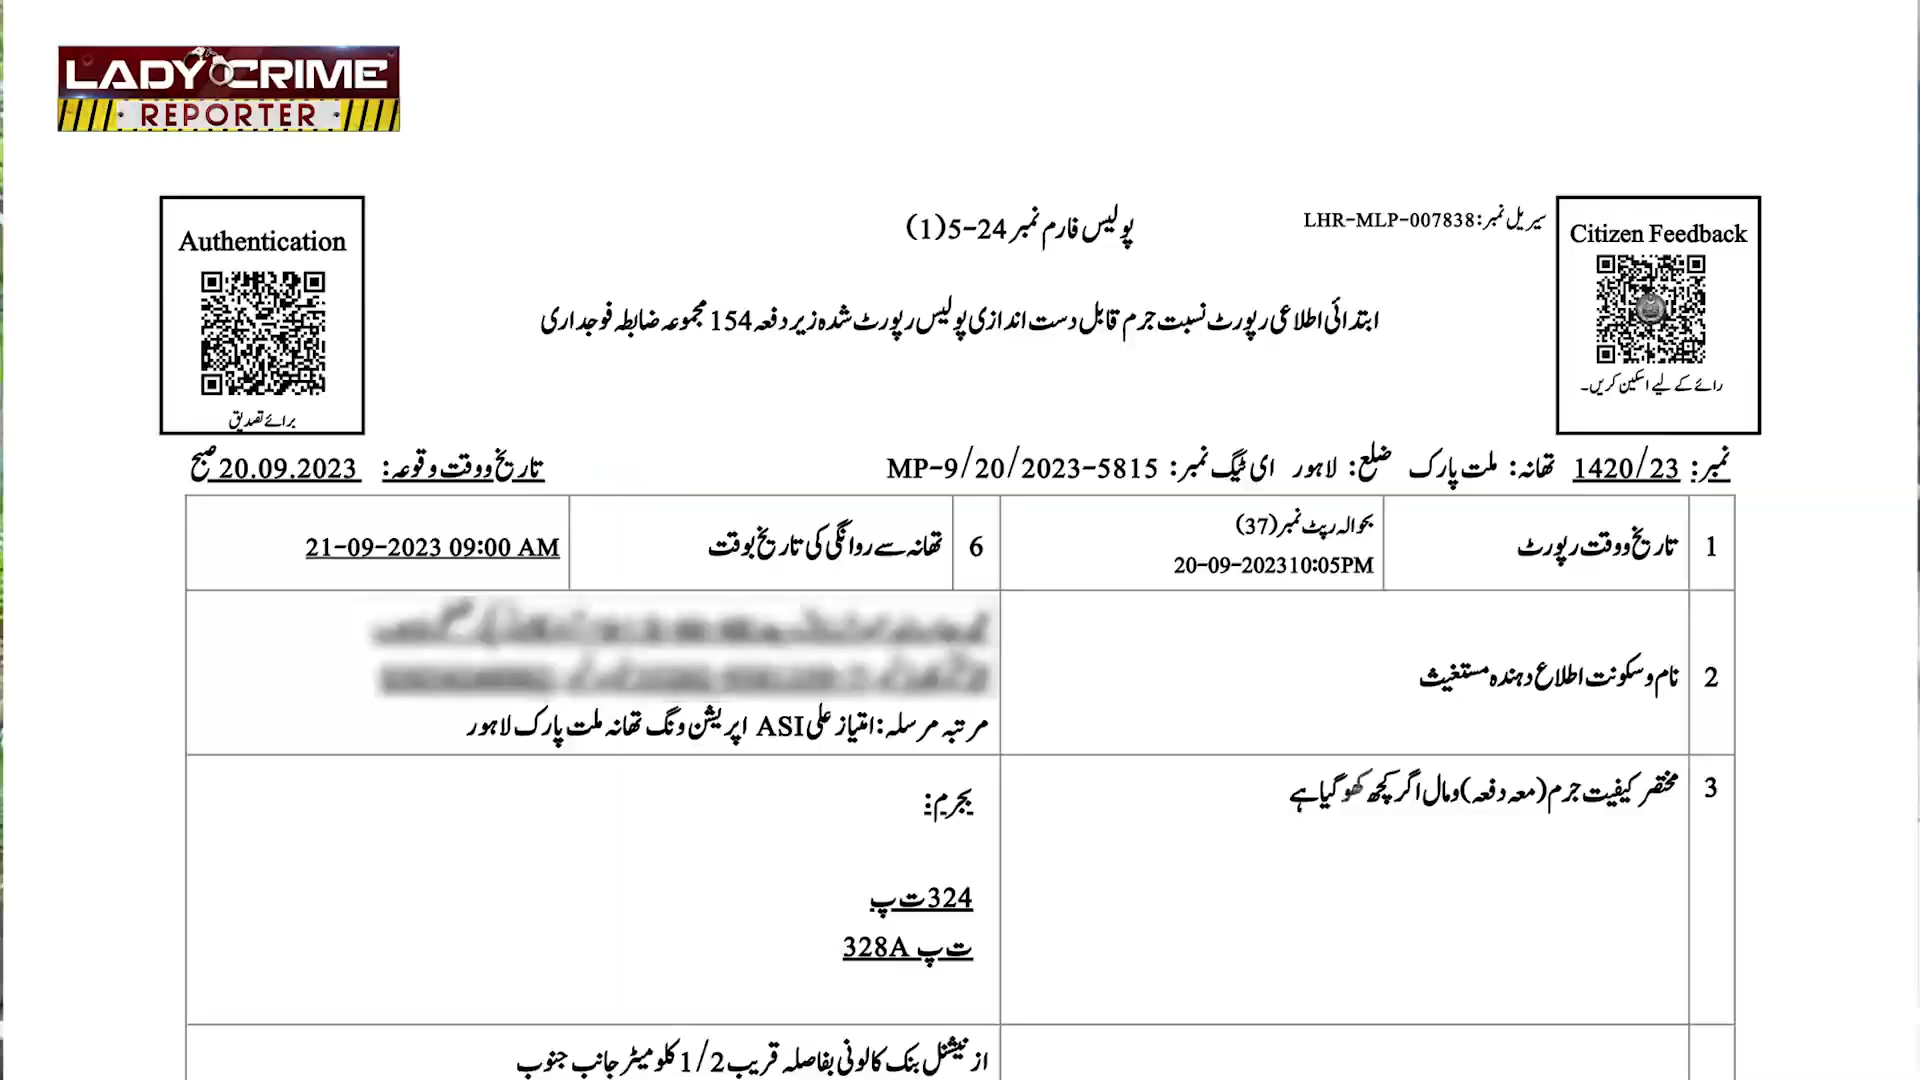 LADY CRIME
REPORTER
Authentication
برائے تصدیق
پولیس فارم نمبر 24-5(1)
سیریل نمبر: LHR-MLP-007838
Citizen Feedback
رائے کے لیے اسکین کریں۔
ابتدائی اطلاعی رپورٹ نسبت جرم قابل دست اندازی پولیس رپورٹ شدہ زیر دفعہ 154 مجموعہ ضابطہ فوجداری
نمبر: 1420/23 تھانہ: ملت پارک ضلع: لاہور ای ٹیگ نمبر: MP-9/20/2023-5815 تاریخ و وقت وقوعہ: 20.09.2023 صبح
1 تاریخ و وقت رپورٹ بحوالہ رپٹ نمبر (37)
20-09-202310:05PM
6 تھانہ سے روانگی کی تاریخ بوقت 21-09-2023 09:00 AM
2 نام و سکونت اطلاع دہندہ مستغیث
مرتبہ مرسلہ: امتیاز علی ASI اپریشن ونگ تھانہ ملت پارک لاہور
3 مختصر کیفیت جرم (معہ دفعہ) ومال اگر کچھ کھو گیا ہے
بجرم:
324 ت پ
328A ت پ
از نیشنل بنک کالونی بفاصلہ قریب 1/2 کلومیٹر جانب جنوب